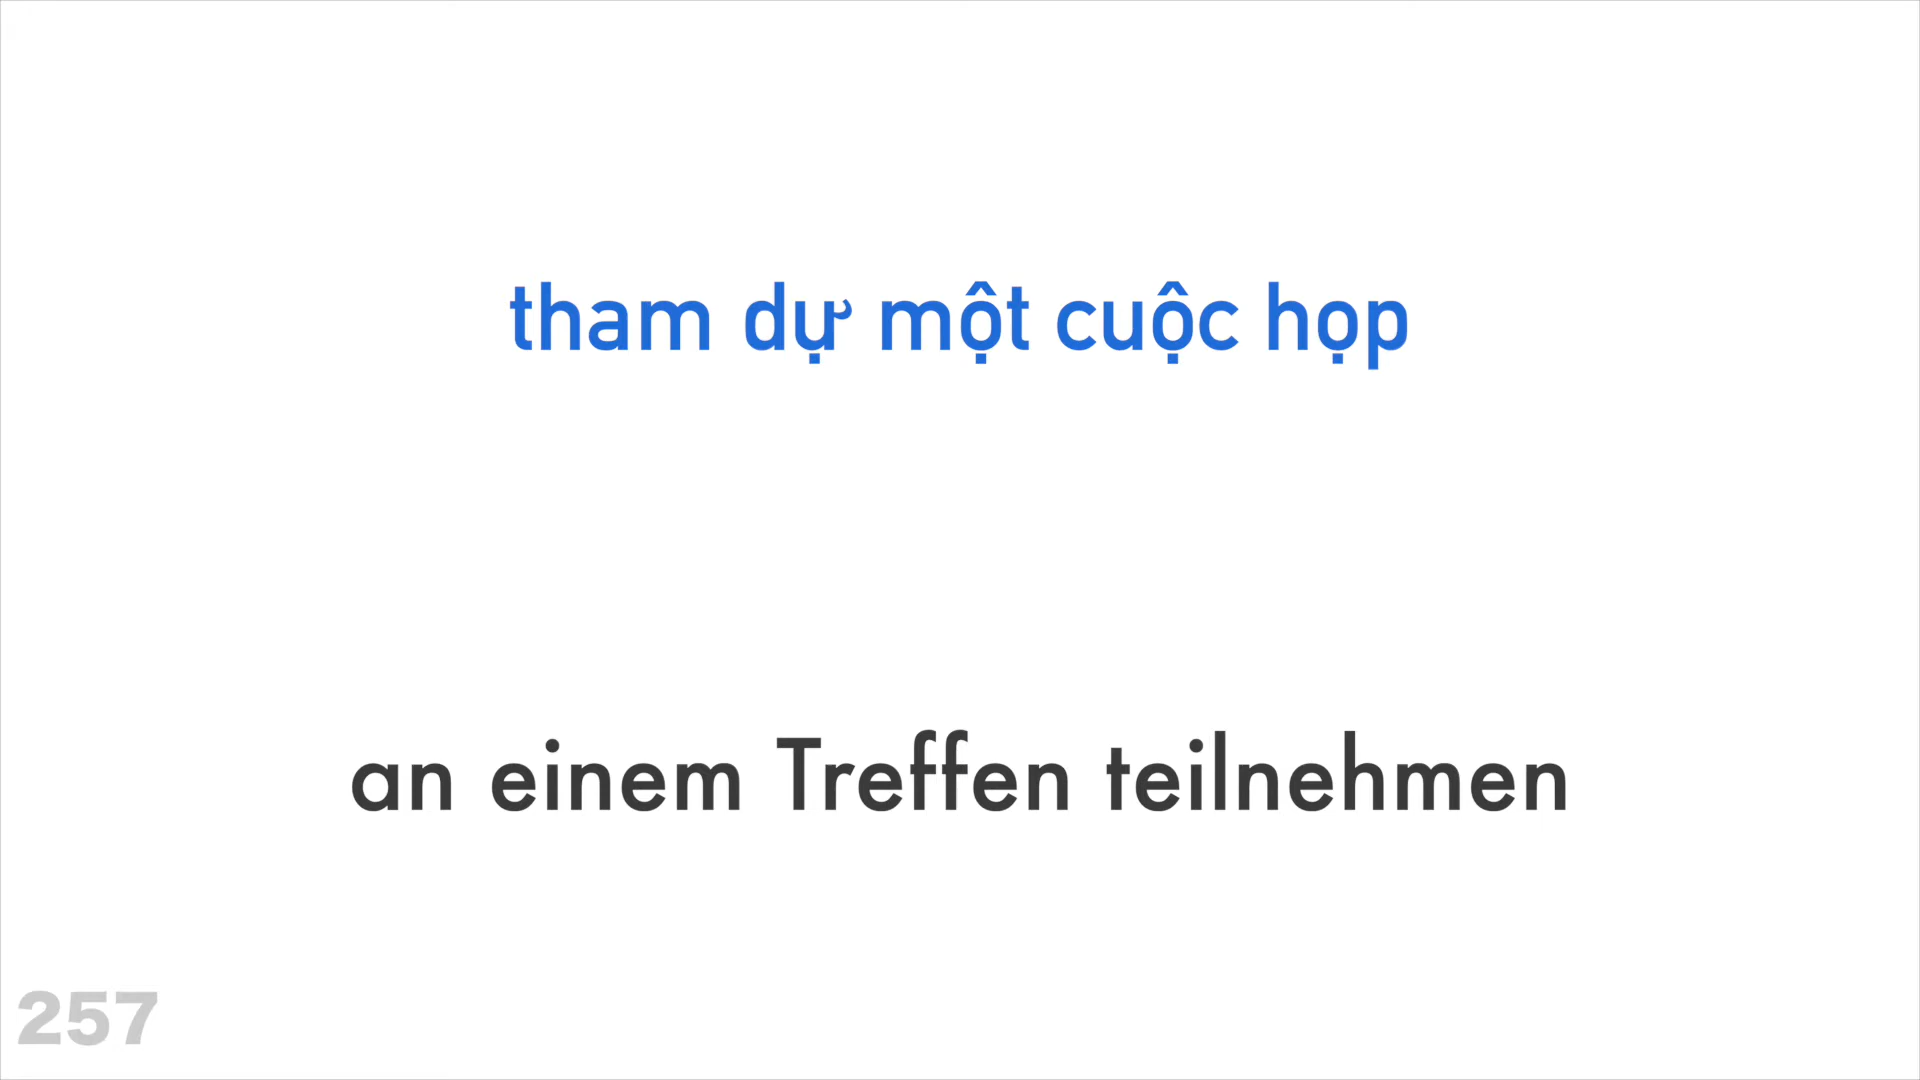 tham dự một cuộc họp
an einem Treffen teilnehmen
257